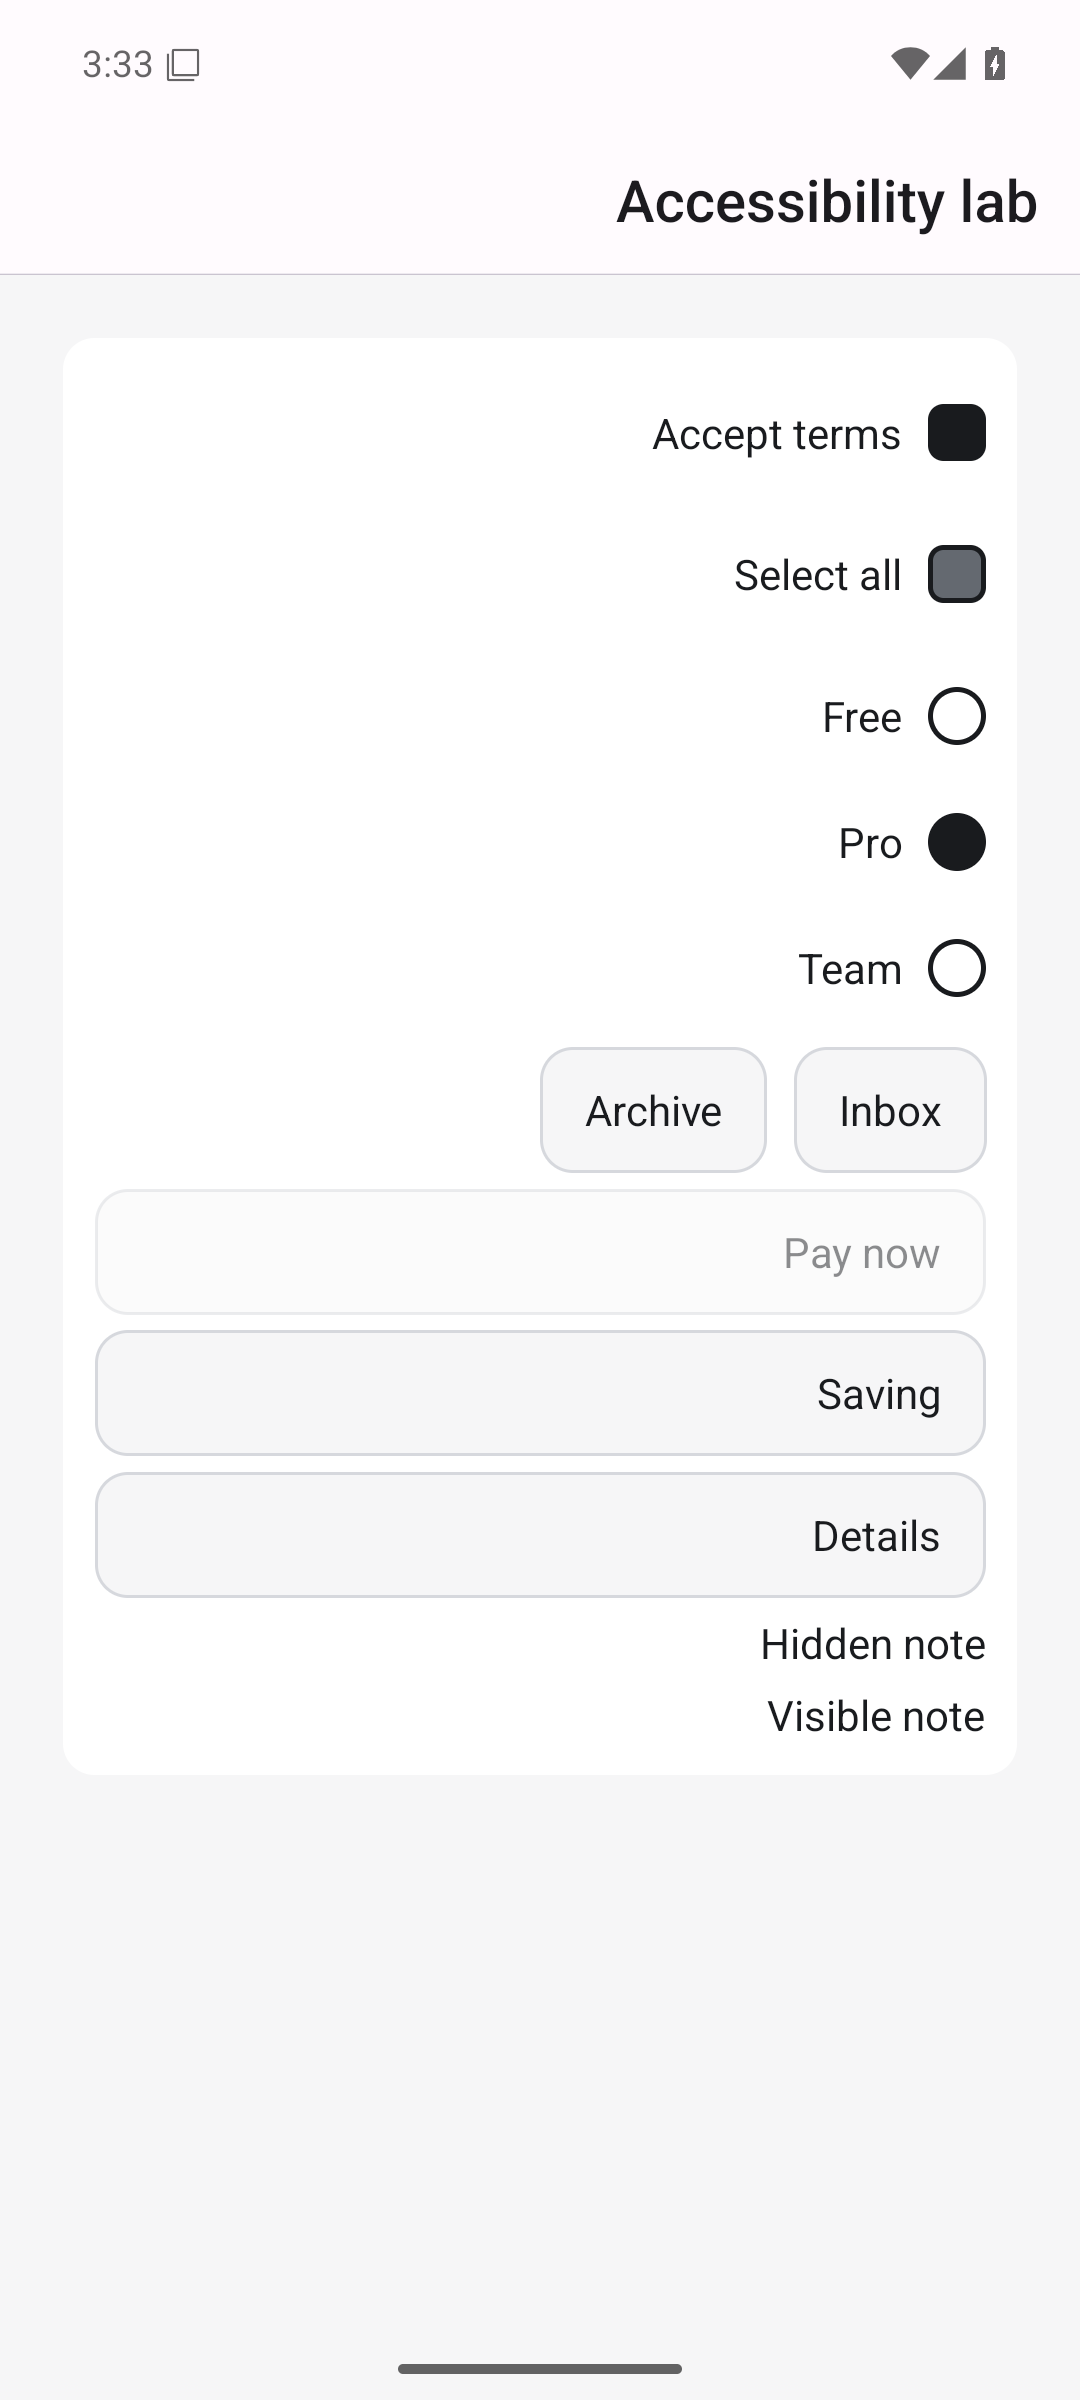 3:33
Accessibility lab
Accept terms
Select all
Free
Pro
Team
Inbox
Archive
Pay now
Saving
Details
Hidden note
Visible note